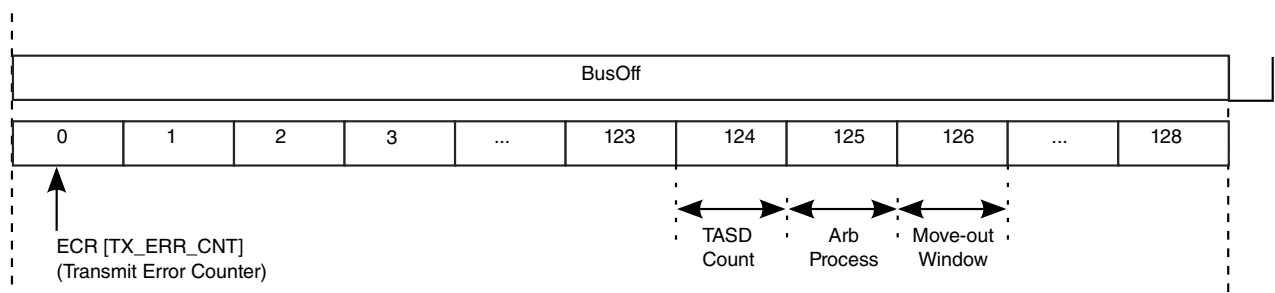 BusOff
0 1 2 3 ... 123 124 125 126 ... 128
ECR [TX_ERR_CNT]
(Transmit Error Counter)
TASD
Count
Arb
Process
Move-out
Window